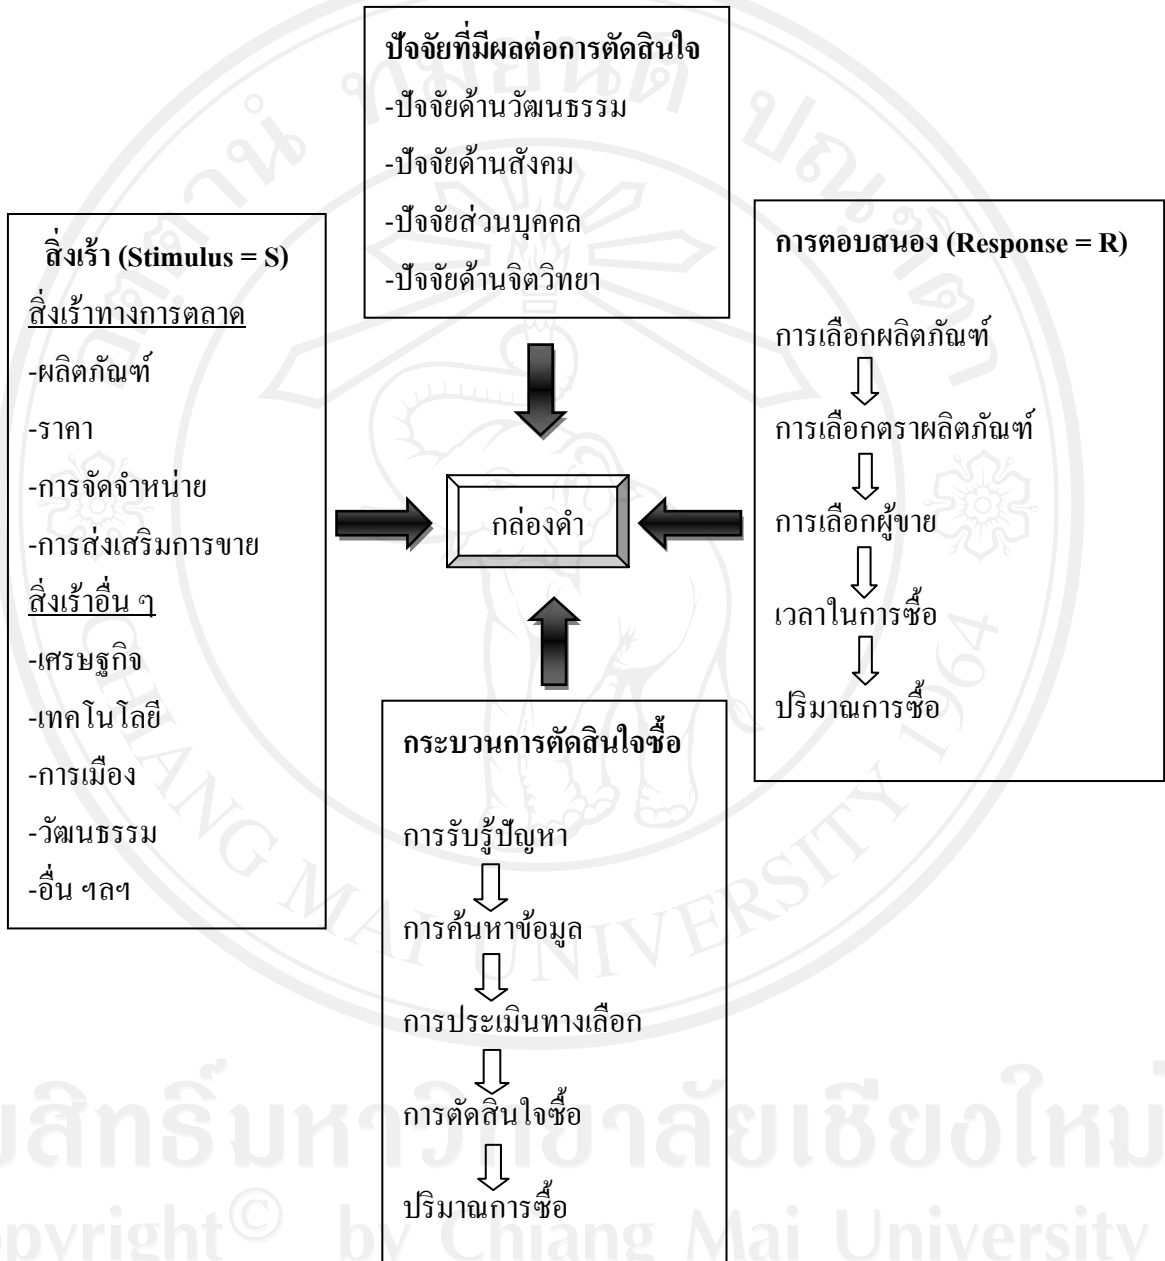 ปัจจัยที่มีผลต่อการตัดสินใจ
-ปัจจัยด้านวัฒนธรรม
-ปัจจัยด้านสังคม
-ปัจจัยส่วนบุคคล
-ปัจจัยด้านจิตวิทยา
สิ่งเร้า (Stimulus = S)
สิ่งเร้าทางการตลาด
-ผลิตภัณฑ์
-ราคา
-การจัดจำหน่าย
-การส่งเสริมการขาย
สิ่งเร้าอื่น ๆ
-เศรษฐกิจ
-เทคโนโลยี
-การเมือง
-วัฒนธรรม
-อื่น ฯลฯ
กล่องดำ
การตอบสนอง (Response = R)
การเลือกผลิตภัณฑ์
การเลือกตราผลิตภัณฑ์
การเลือกผู้ขาย
เวลาในการซื้อ
ปริมาณการซื้อ
กระบวนการตัดสินใจซื้อ
การรับรู้ปัญหา
การค้นหาข้อมูล
การประเมินทางเลือก
การตัดสินใจซื้อ
ปริมาณการซื้อ
CHIANG MAI UNIVERSITY 1964
สิทธิ์มหาวิทยาลัยเชียงใหม่
opyright© by Chiang Mai University